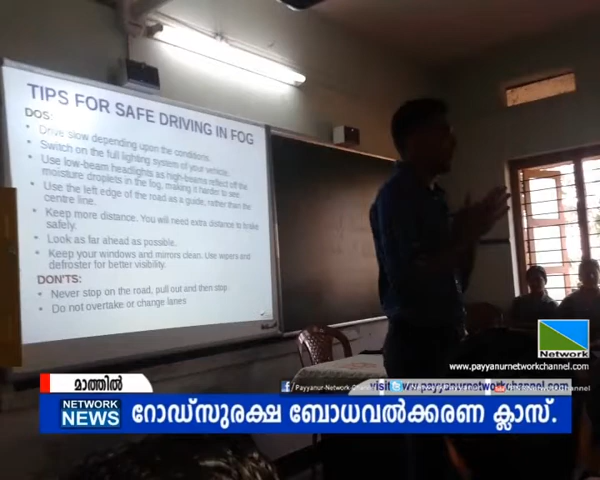 TIPS FOR SAFE DRIVING IN FOG
DOS:
• Drive slow depending upon the conditions.
• Switch on the full lighting system of your vehicle.
• Use low-beam headlights as high-beams reflect off the
moisture droplets in the fog, making it harder to see.
• Use the left edge of the road as a guide, rather than the
centre line.
• Keep more distance. You will need extra distance to brake
safely.
• Look as far ahead as possible.
• Keep your windows and mirrors clean. Use wipers and
defroster for better visibility.
DON'TS:
• Never stop on the road, pull out and then stop
• Do not overtake or change lanes
Network
www.payyanurnetworkchannel.com
മാത്തിൽ
Payyanur-Network-Channel
visit www.payyanurnetworkchannel.com
NETWORK
NEWS
റോഡ്സുരക്ഷ ബോധവൽക്കരണ ക്ലാസ്.